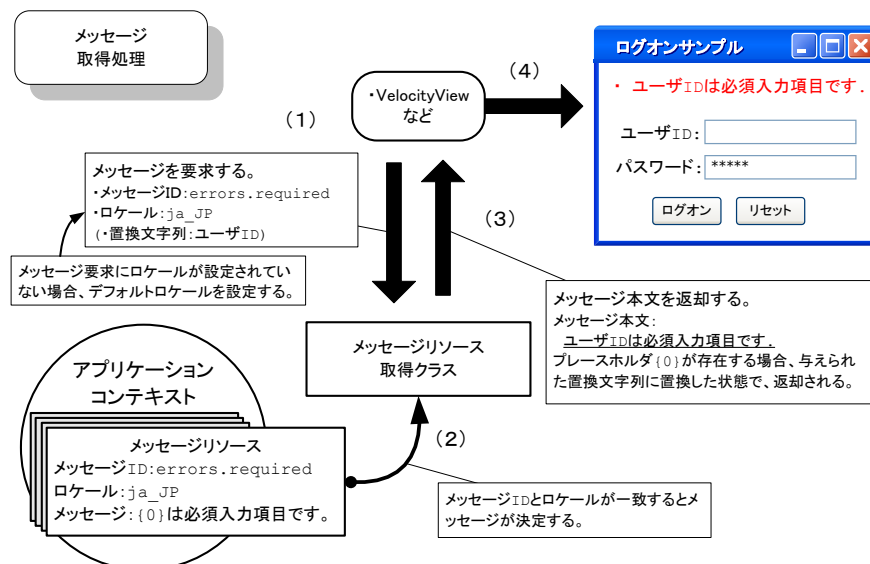 メッセージ
取得処理
(1)
・VelocityView
など
(4)
ログオンサンプル
・ ユーザIDは必須入力項目です.
ユーザID:
パスワード: *****
ログオン
リセット
メッセージを要求する。
・メッセージID:errors.required
・ロケール:ja_JP
(・置換文字列:ユーザID)
(3)
メッセージ要求にロケールが設定されてい
ない場合、デフォルトロケールを設定する。
メッセージ本文を返却する。
メッセージ本文:
ユーザIDは必須入力項目です.
プレースホルダ{0}が存在する場合、与えられ
た置換文字列に置換した状態で、返却される。
メッセージリソース
取得クラス
アプリケーション
コンテキスト
(2)
メッセージリソース
メッセージID:errors.required
ロケール:ja_JP
メッセージ:{0}は必須入力項目です。
メッセージIDとロケールが一致するとメ
ッセージが決定する。